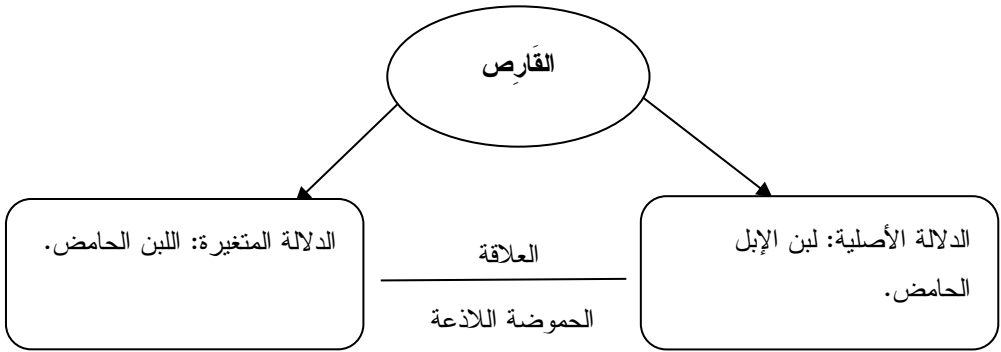 القَارِص
الدلالة الأصلية: لبن الإبل
الحامض.
العلاقة
الحموضة اللاذعة
الدلالة المتغيرة: اللبن الحامض.